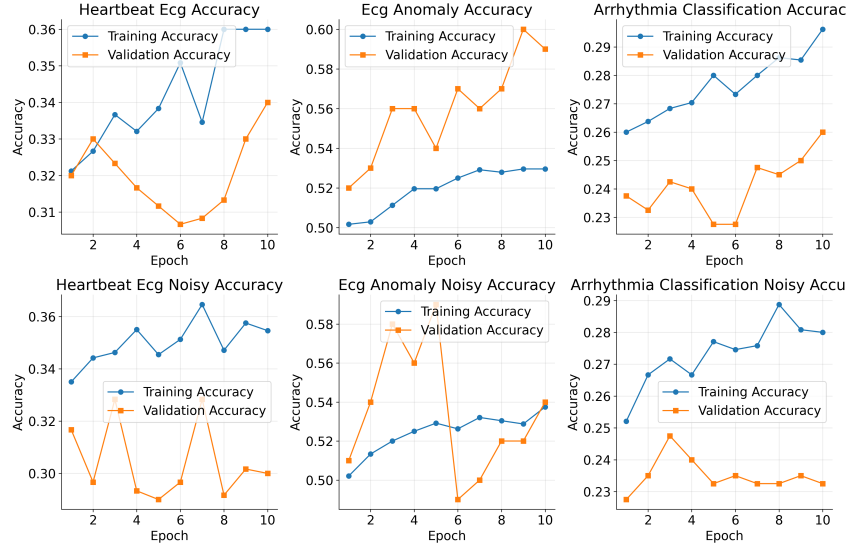 Heartbeat Ecg Accuracy
Training Accuracy
Validation Accuracy
Accuracy
0.36
0.35
0.34
0.33
0.32
0.31
2 4 6 8 10
Epoch
Ecg Anomaly Accuracy
Training Accuracy
Validation Accuracy
Accuracy
0.60
0.58
0.56
0.54
0.52
0.50
2 4 6 8 10
Epoch
Arrhythmia Classification Accurac
Training Accuracy
Validation Accuracy
Accuracy
0.29
0.28
0.27
0.26
0.25
0.24
0.23
2 4 6 8 10
Epoch
Heartbeat Ecg Noisy Accuracy
Training Accuracy
Validation Accuracy
Accuracy
0.36
0.34
0.32
0.30
2 4 6 8 10
Epoch
Ecg Anomaly Noisy Accuracy
Training Accuracy
Validation Accuracy
Accuracy
0.58
0.56
0.54
0.52
0.50
2 4 6 8 10
Epoch
Arrhythmia Classification Noisy Accu
Training Accuracy
Validation Accuracy
Accuracy
0.29
0.28
0.27
0.26
0.25
0.24
0.23
2 4 6 8 10
Epoch